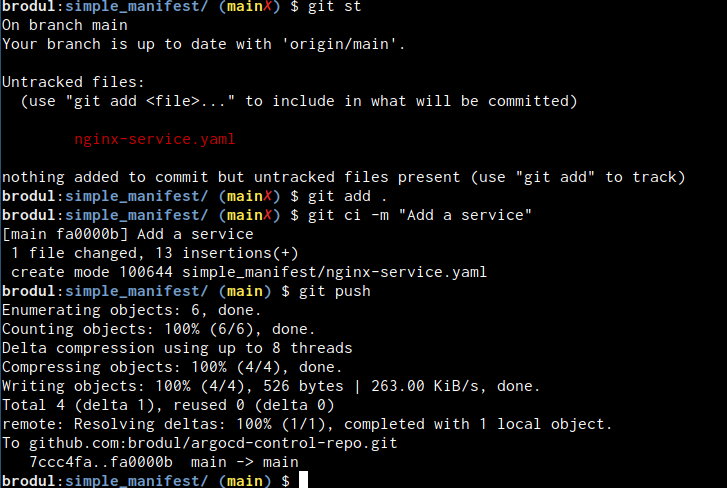 brodul:simple_manifest/ (main✗) $ git st
On branch main
Your branch is up to date with 'origin/main'.
Untracked files:
(use "git add <file>..." to include in what will be committed)
nginx-service.yaml
nothing added to commit but untracked files present (use "git add" to track)
brodul:simple_manifest/ (main✗) $ git add .
brodul:simple_manifest/ (main✗) $ git ci -m "Add a service"
[main fa0000b] Add a service
1 file changed, 13 insertions(+)
create mode 100644 simple_manifest/nginx-service.yaml
brodul:simple_manifest/ (main) $ git push
Enumerating objects: 6, done.
Counting objects: 100% (6/6), done.
Delta compression using up to 8 threads
Compressing objects: 100% (4/4), done.
Writing objects: 100% (4/4), 526 bytes | 263.00 KiB/s, done.
Total 4 (delta 1), reused 0 (delta 0)
remote: Resolving deltas: 100% (1/1), completed with 1 local object.
To github.com:brodul/argocd-control-repo.git
7ccc4fa..fa0000b  main -> main
brodul:simple_manifest/ (main) $